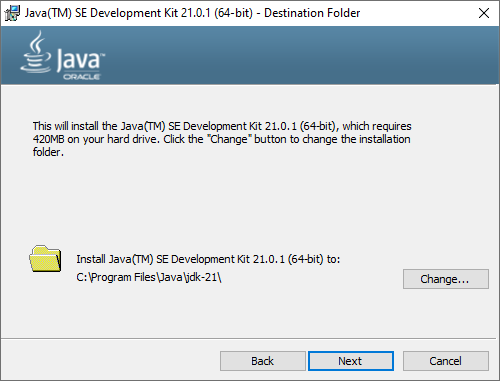 Java(TM) SE Development Kit 21.0.1 (64-bit) - Destination Folder
Java™
ORACLE
This will install the Java(TM) SE Development Kit 21.0.1 (64-bit), which requires
420MB on your hard drive. Click the "Change" button to change the installation
folder.
Install Java(TM) SE Development Kit 21.0.1 (64-bit) to:
C:\Program Files\Java\jdk-21\
Change...
Back
Next
Cancel